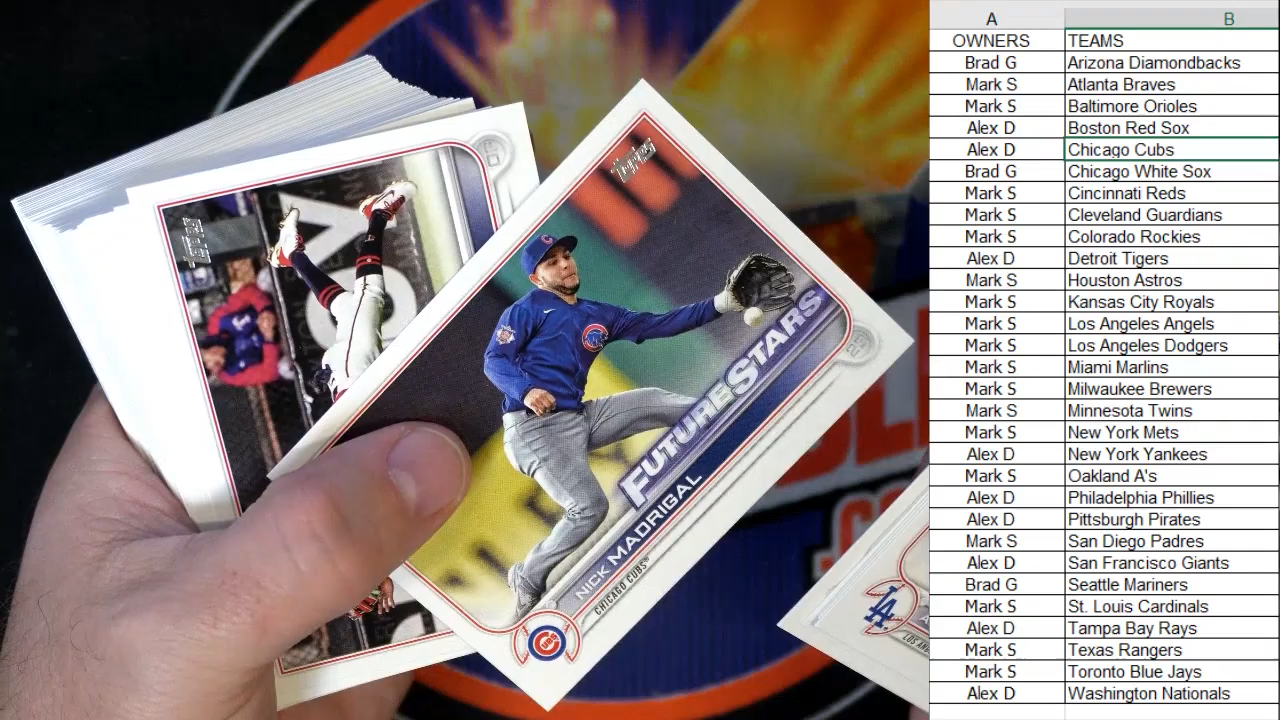 Topps
Topps
FUTURE STARS
NICK MADRIGAL
CHICAGO CUBS
LA
A B
OWNERS TEAMS
Brad G Arizona Diamondbacks
Mark S Atlanta Braves
Mark S Baltimore Orioles
Alex D Boston Red Sox
Alex D Chicago Cubs
Brad G Chicago White Sox
Mark S Cincinnati Reds
Mark S Cleveland Guardians
Mark S Colorado Rockies
Alex D Detroit Tigers
Mark S Houston Astros
Mark S Kansas City Royals
Mark S Los Angeles Angels
Mark S Los Angeles Dodgers
Mark S Miami Marlins
Mark S Milwaukee Brewers
Mark S Minnesota Twins
Mark S New York Mets
Alex D New York Yankees
Mark S Oakland A's
Alex D Philadelphia Phillies
Alex D Pittsburgh Pirates
Mark S San Diego Padres
Alex D San Francisco Giants
Brad G Seattle Mariners
Mark S St. Louis Cardinals
Alex D Tampa Bay Rays
Mark S Texas Rangers
Mark S Toronto Blue Jays
Alex D Washington Nationals